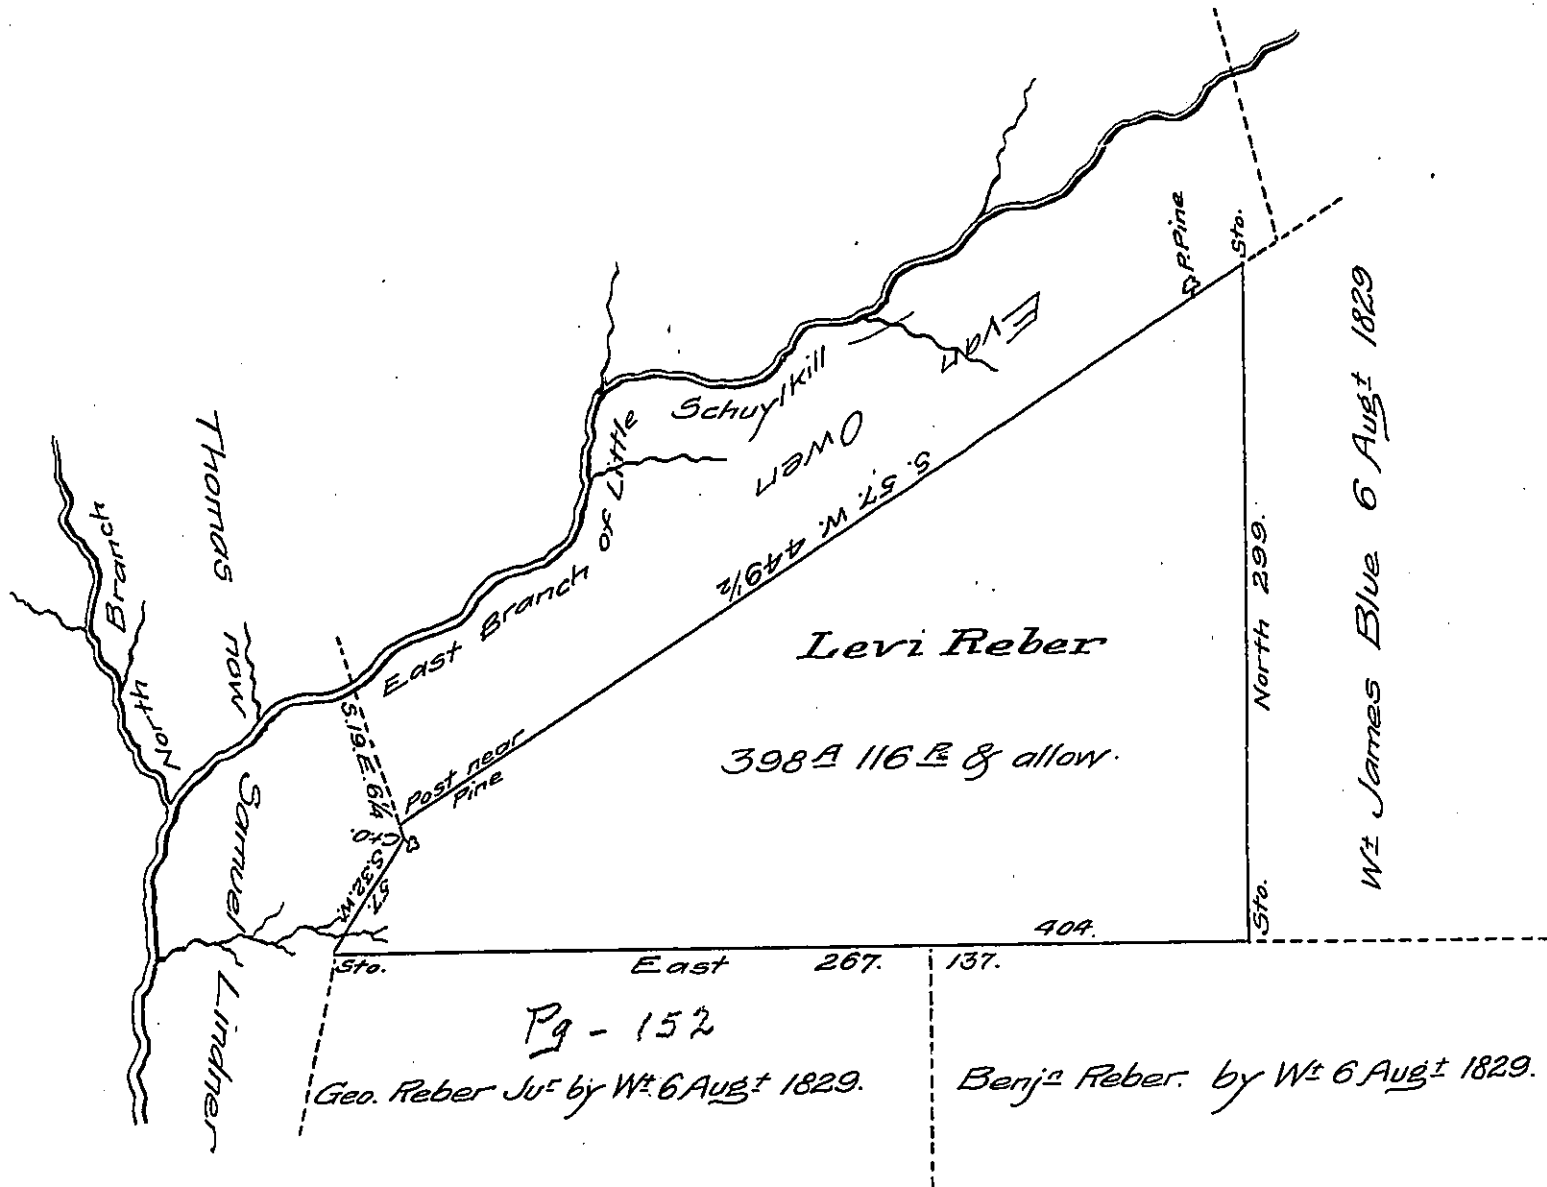 P.Pine
Sto.
Evan
Owen
East Branch of Little Schuylkill
S. 57. W. 449½
North Branch
Thomas now
Samuel Lindner
Levi Reber
398A 116 Ps & allow.
North 299.
Wt James Blue 6 Augt 1829
S.19.E 6¼
Post near
Pine
C+O.
S.32.W. 57.
Sto.
404.
Sto.
East 267. 137.
Pg - 152
Geo. Reber Jur by Wt 6 Augt 1829.
Benjn Reber. by Wt 6 Augt 1829.